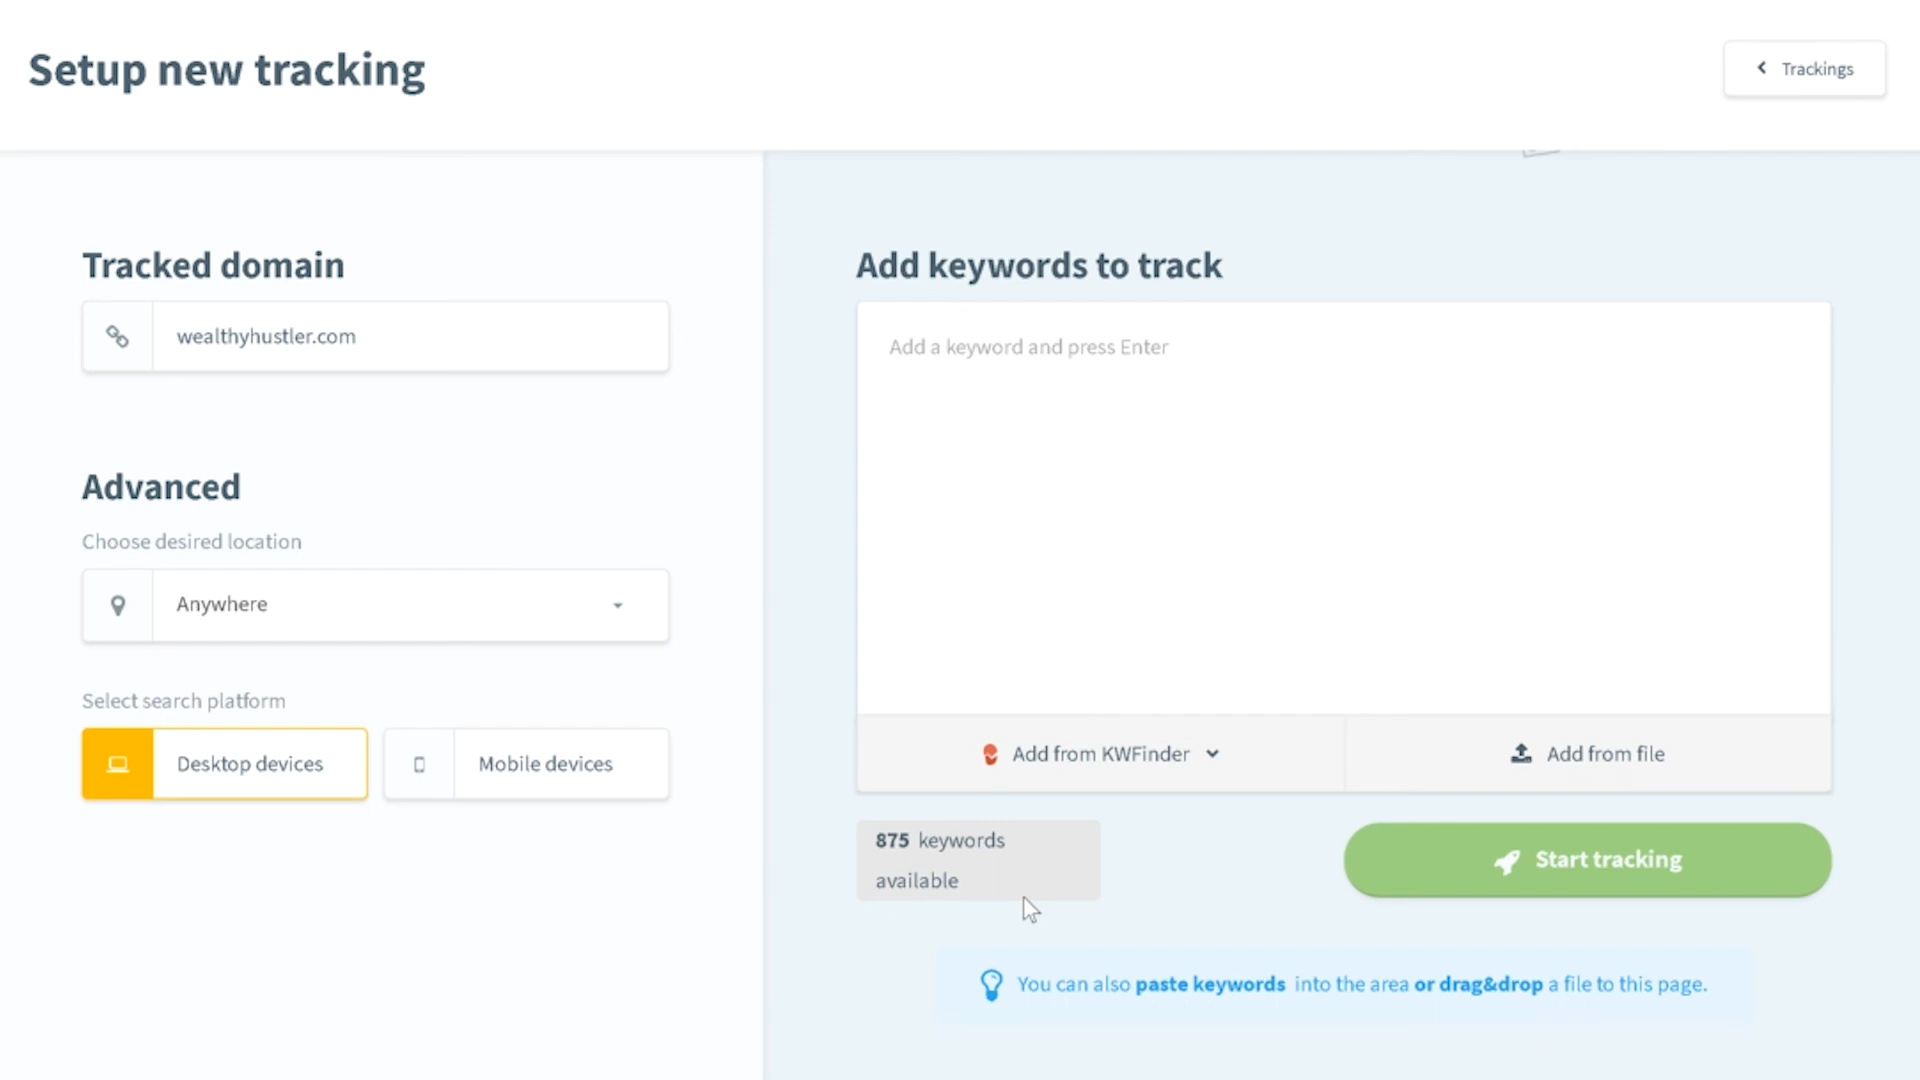 Setup new tracking
Trackings
Tracked domain
wealthyhustler.com
Advanced
Choose desired location
Anywhere
Select search platform
Desktop devices
Mobile devices
Add keywords to track
Add a keyword and press Enter
Add from KWFinder
Add from file
875 keywords
available
Start tracking
You can also paste keywords into the area or drag&drop a file to this page.